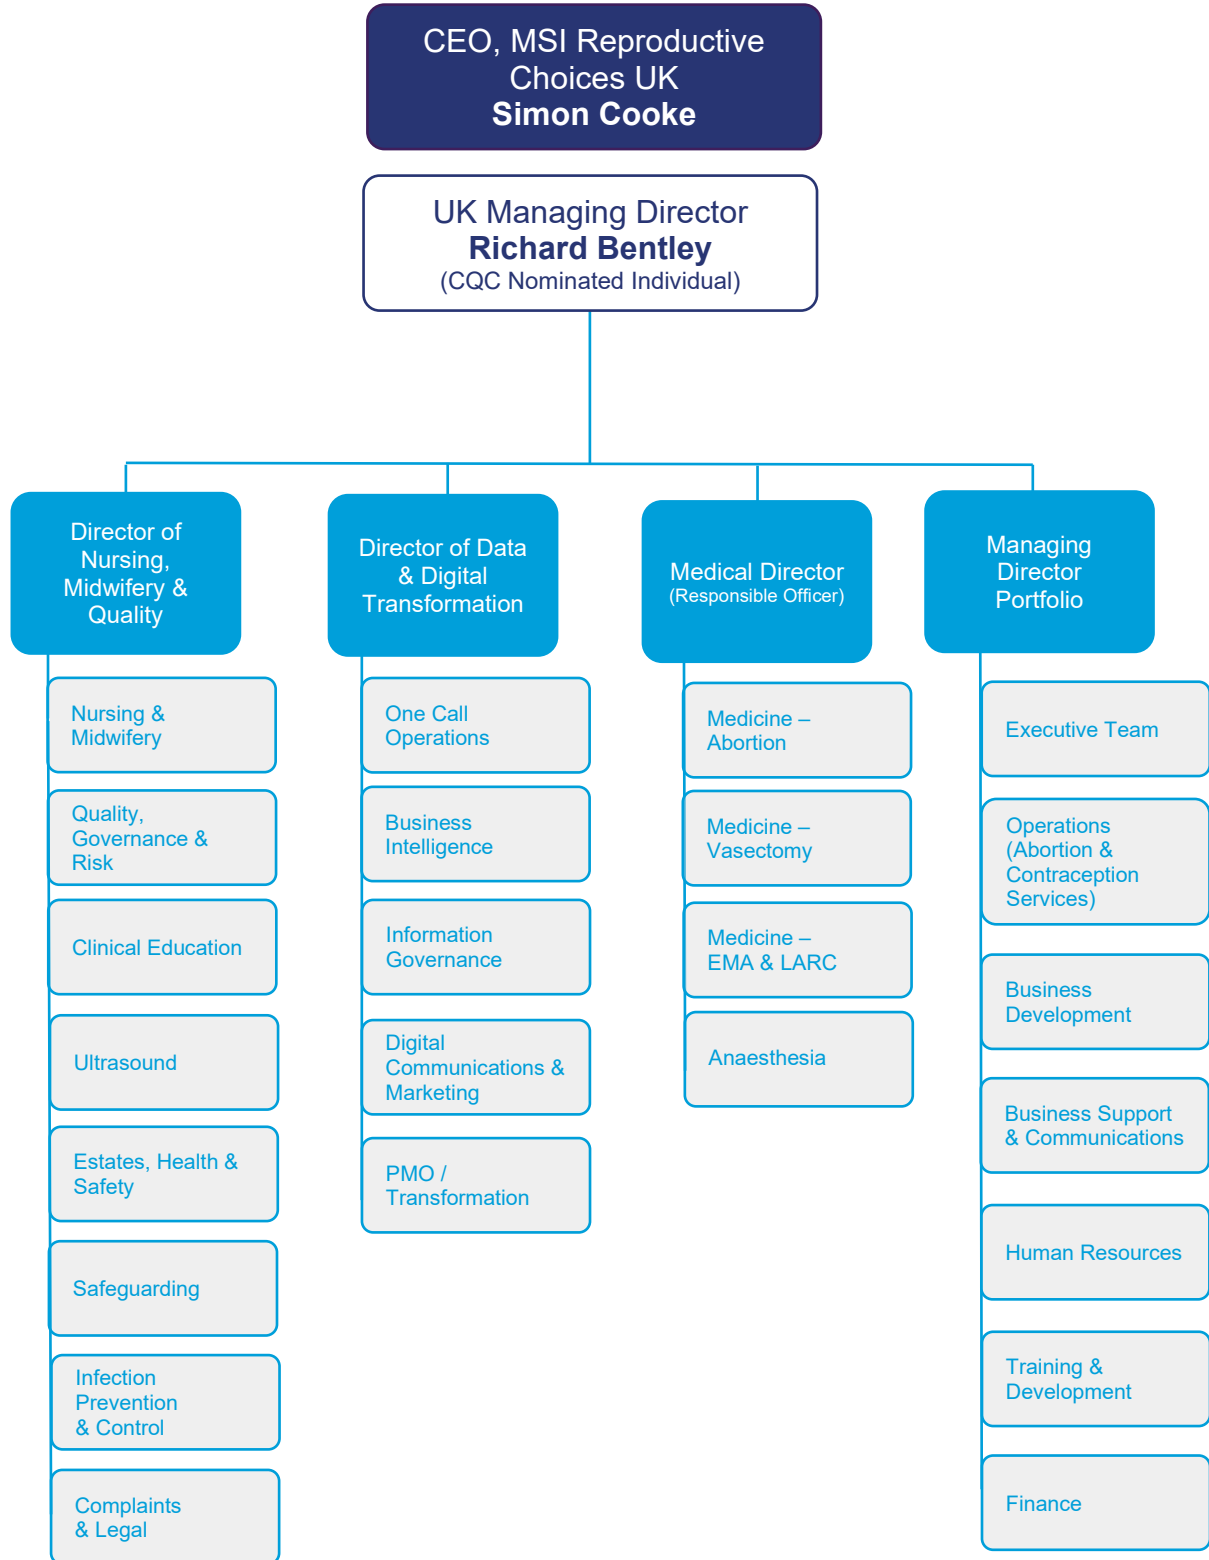 CEO, MSI Reproductive
Choices UK
Simon Cooke
UK Managing Director
Richard Bentley
(CQC Nominated Individual)
Director of
Nursing,
Midwifery &
Quality
Nursing &
Midwifery
Quality,
Governance &
Risk
Clinical Education
Ultrasound
Estates, Health &
Safety
Safeguarding
Infection
Prevention
& Control
Complaints
& Legal
Director of Data
& Digital
Transformation
One Call
Operations
Business
Intelligence
Information
Governance
Digital
Communications &
Marketing
PMO /
Transformation
Medical Director
(Responsible Officer)
Medicine –
Abortion
Medicine –
Vasectomy
Medicine –
EMA & LARC
Anaesthesia
Managing
Director
Portfolio
Executive Team
Operations
(Abortion &
Contraception
Services)
Business
Development
Business Support
& Communications
Human Resources
Training &
Development
Finance